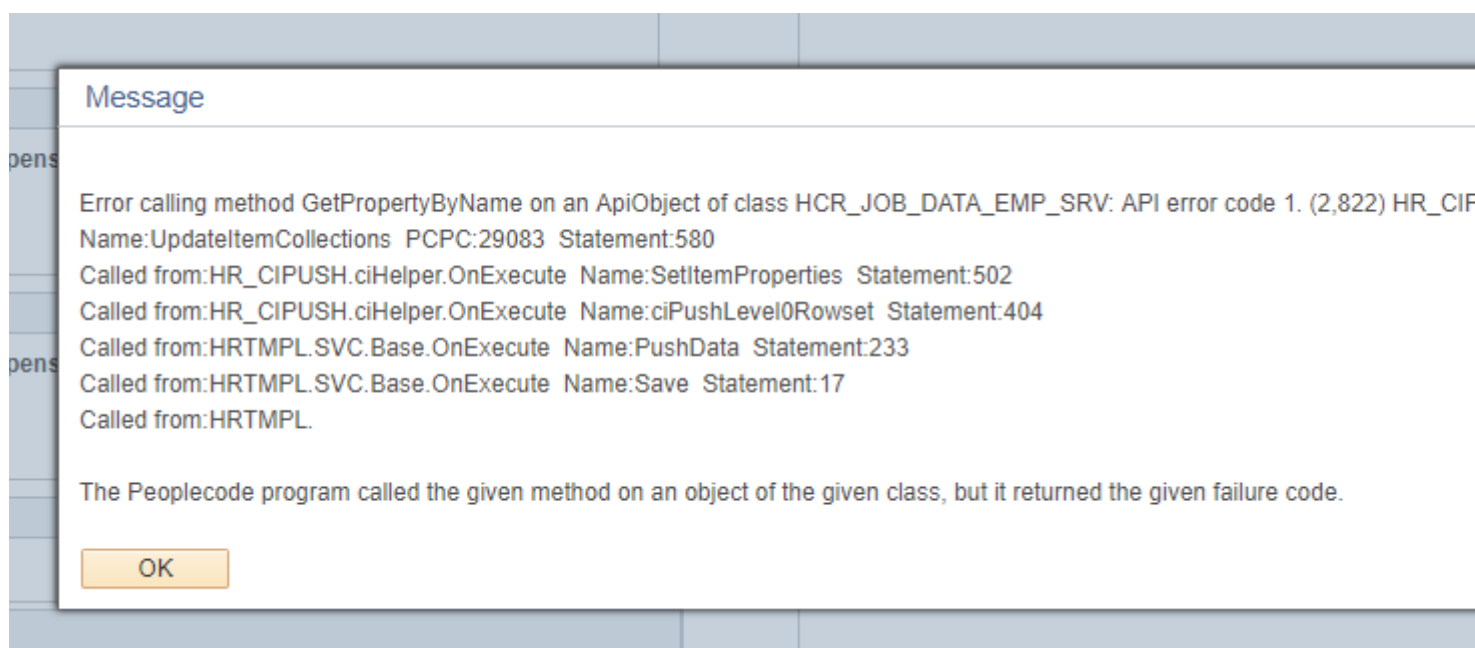 Message
pens
Error calling method GetPropertyByName on an ApiObject of class HCR_JOB_DATA_EMP_SRV: API error code 1. (2,822) HR_CIP
Name:UpdateItemCollections PCPC:29083 Statement:580
Called from:HR_CIPUSH.ciHelper.OnExecute Name:SetItemProperties Statement:502
Called from:HR_CIPUSH.ciHelper.OnExecute Name:ciPushLevel0Rowset Statement:404
pens
Called from:HRTMPL.SVC.Base.OnExecute Name:PushData Statement:233
Called from:HRTMPL.SVC.Base.OnExecute Name:Save Statement:17
Called from:HRTMPL.
The Peoplecode program called the given method on an object of the given class, but it returned the given failure code.
OK